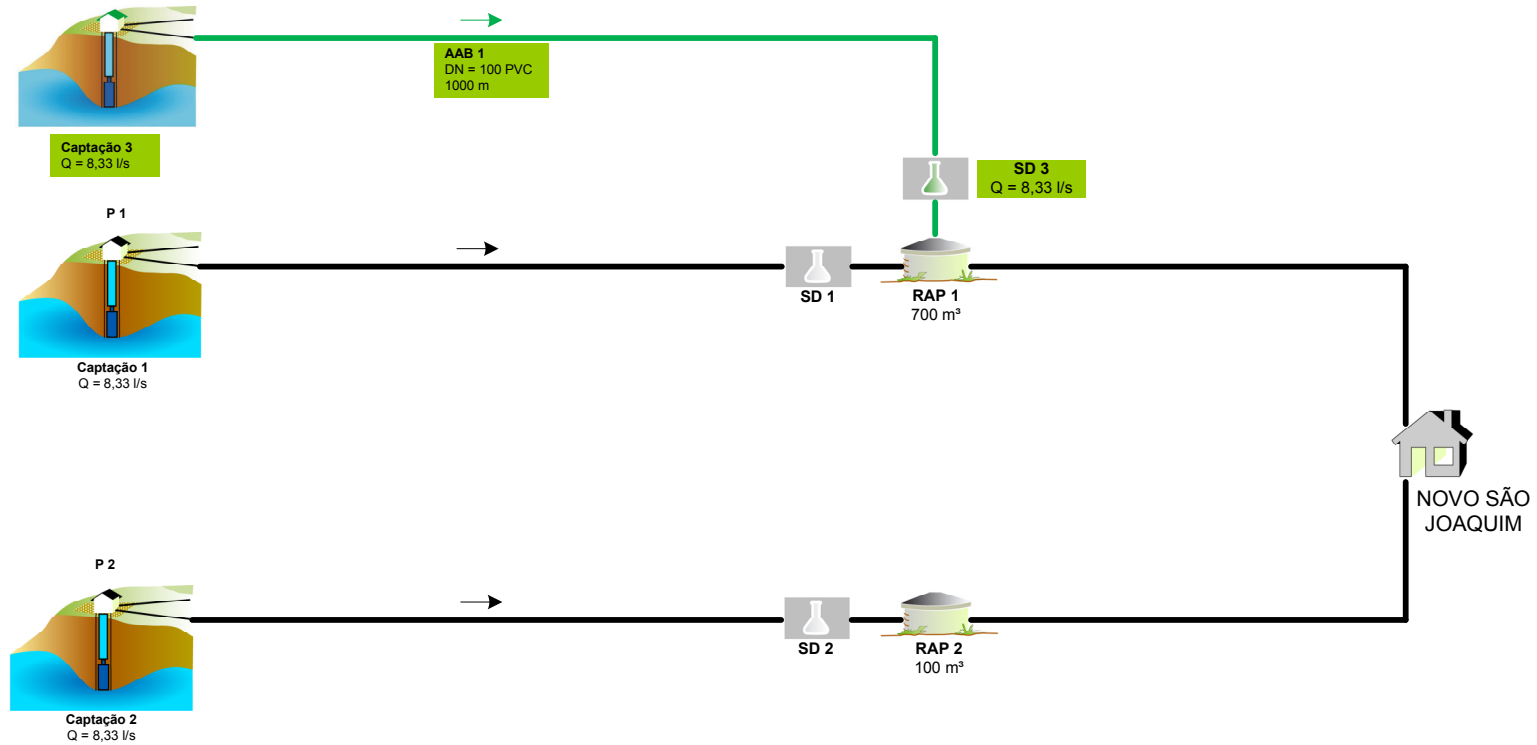 AAB 1
DN = 100 PVC
1000 m
Captação 3
Q = 8,33 l/s
SD 3
Q = 8,33 l/s
P 1
SD 1
RAP 1
700 m³
Captação 1
Q = 8,33 l/s
NOVO SÃO
JOAQUIM
P 2
SD 2
RAP 2
100 m³
Captação 2
Q = 8,33 l/s